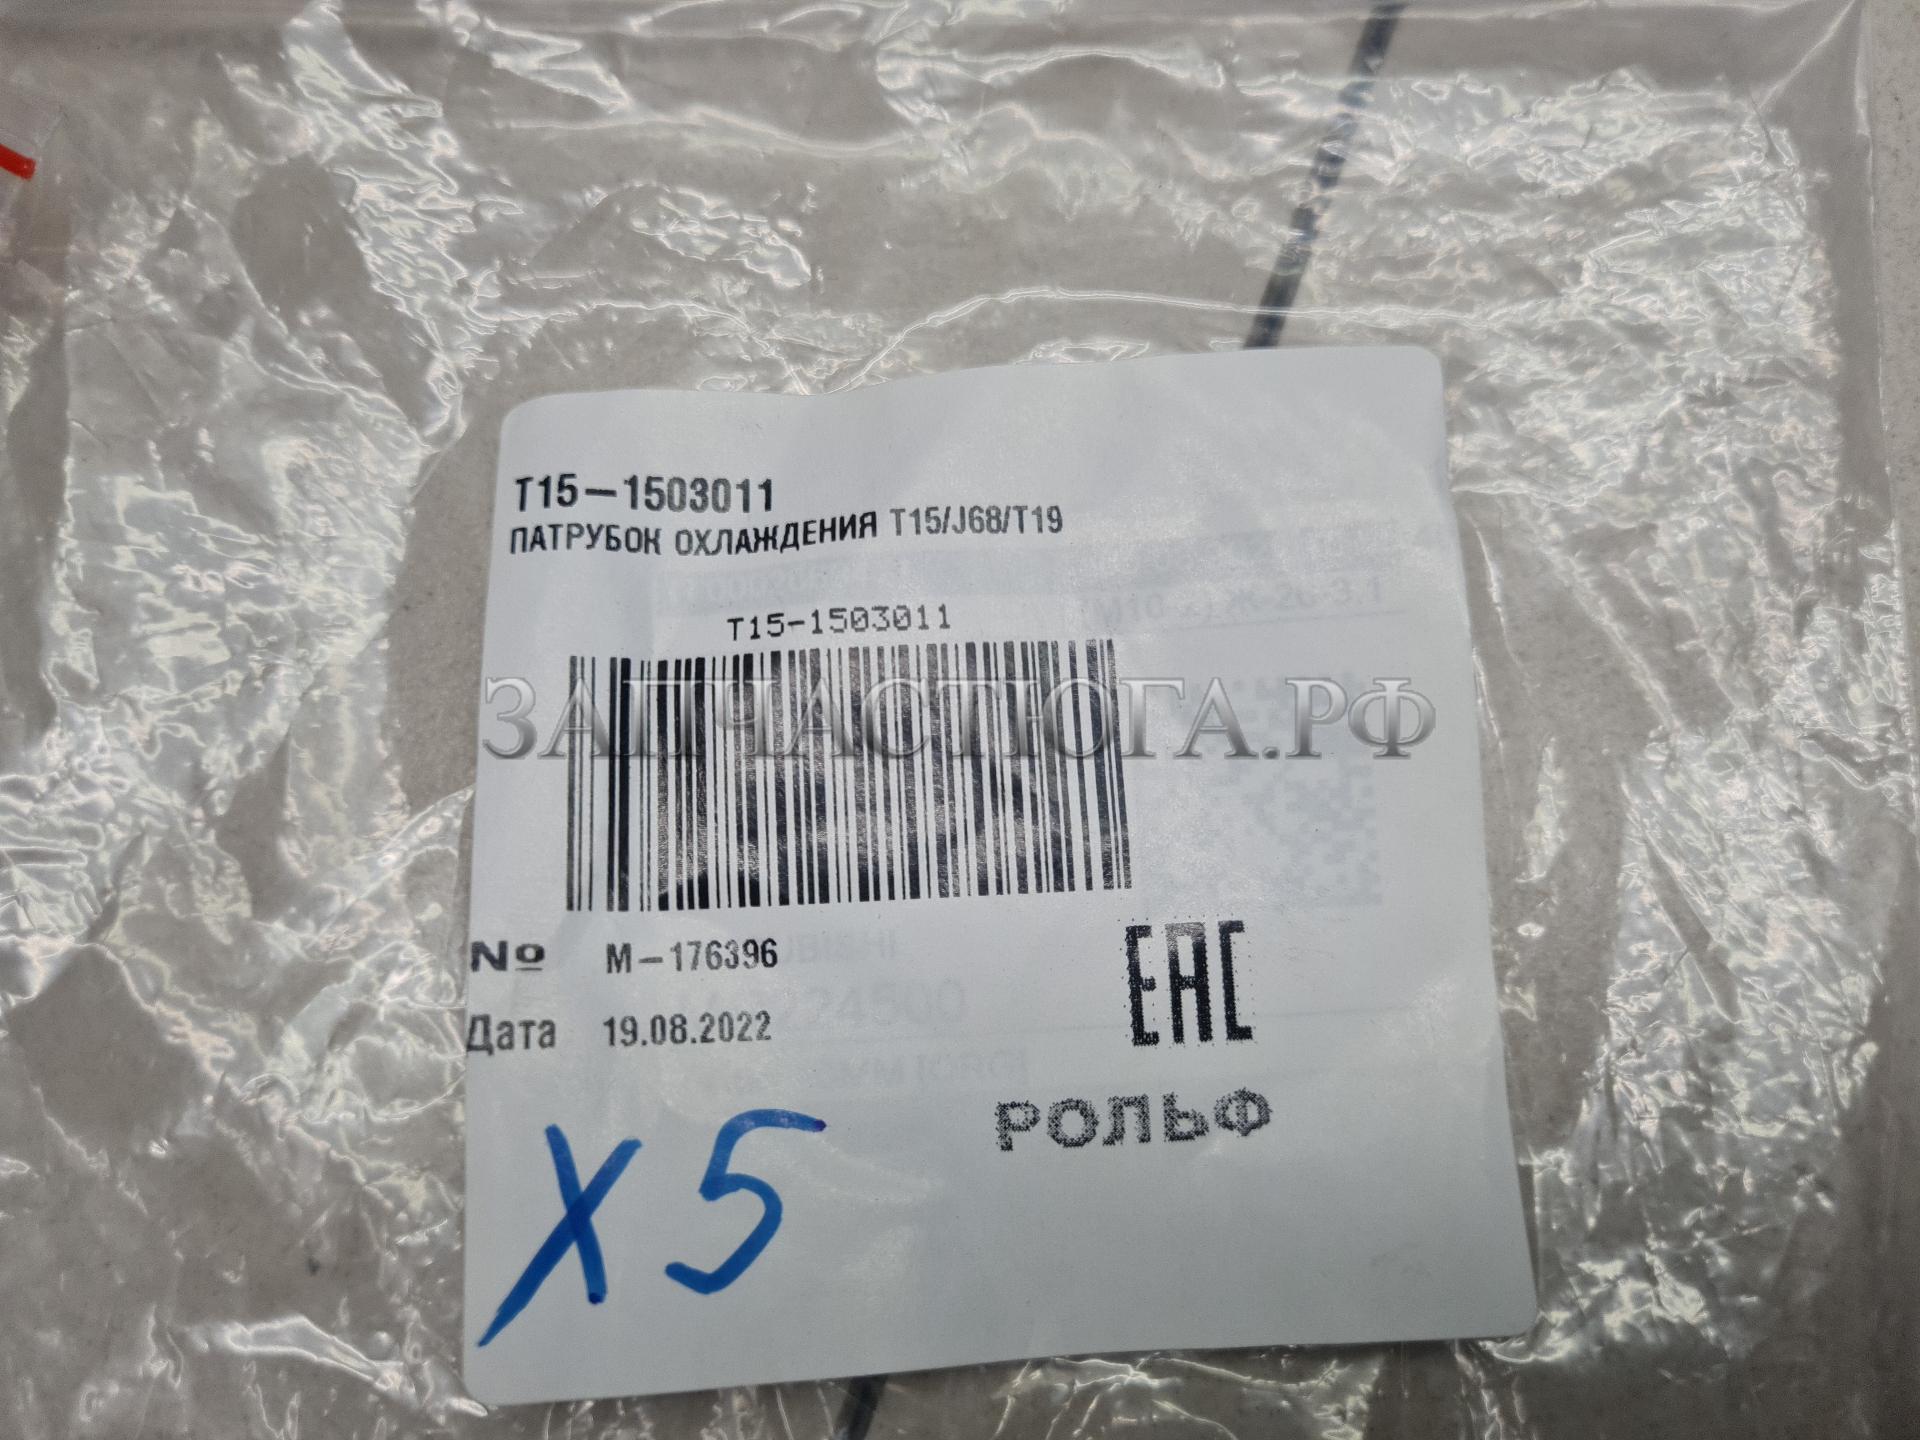 T15-1503011
ПАТРУБОК ОХЛАЖДЕНИЯ T15/J68/T19
T15-1503011
ЗАПЧАСТЮГА.РФ
№ М-176396
Дата 19.08.2022
EAC
РОЛЬФ
X5